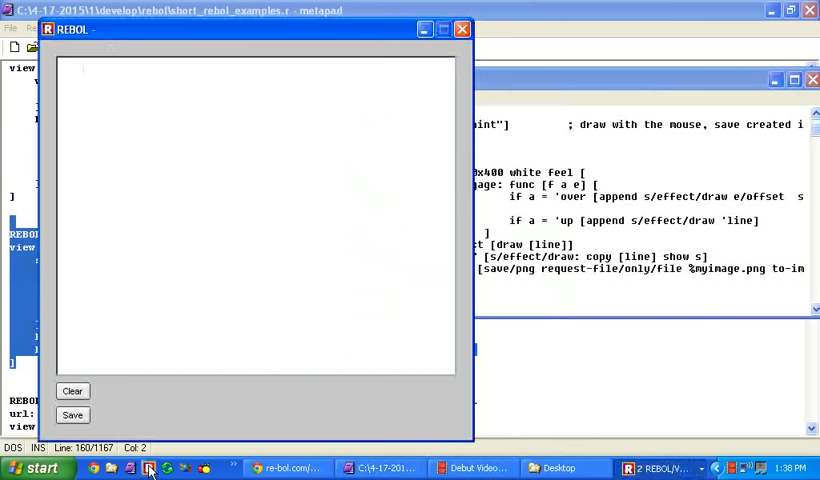 C:\4-17-2015\1\develop\rebol\short_rebol_examples.r - metapad
File
REBOL -
view
int"] ; draw with the mouse, save created i
0x400 white feel [
gage: func [f a e] [
if a = 'over [append s/effect/draw e/offset s
if a = 'up [append s/effect/draw 'line]
]
ct [draw [line]]
[s/effect/draw: copy [line] show s]
[save/png request-file/only/file %myimage.png to-im
]
REBOL
view
]
]
Clear
REBOL
Save
url:
view
DOS INS Line: 160/1167 Col: 2
start
re-bol.com/...
C:\4-17-201...
Debut Video...
Desktop
2 REBOL/V...
1:38 PM